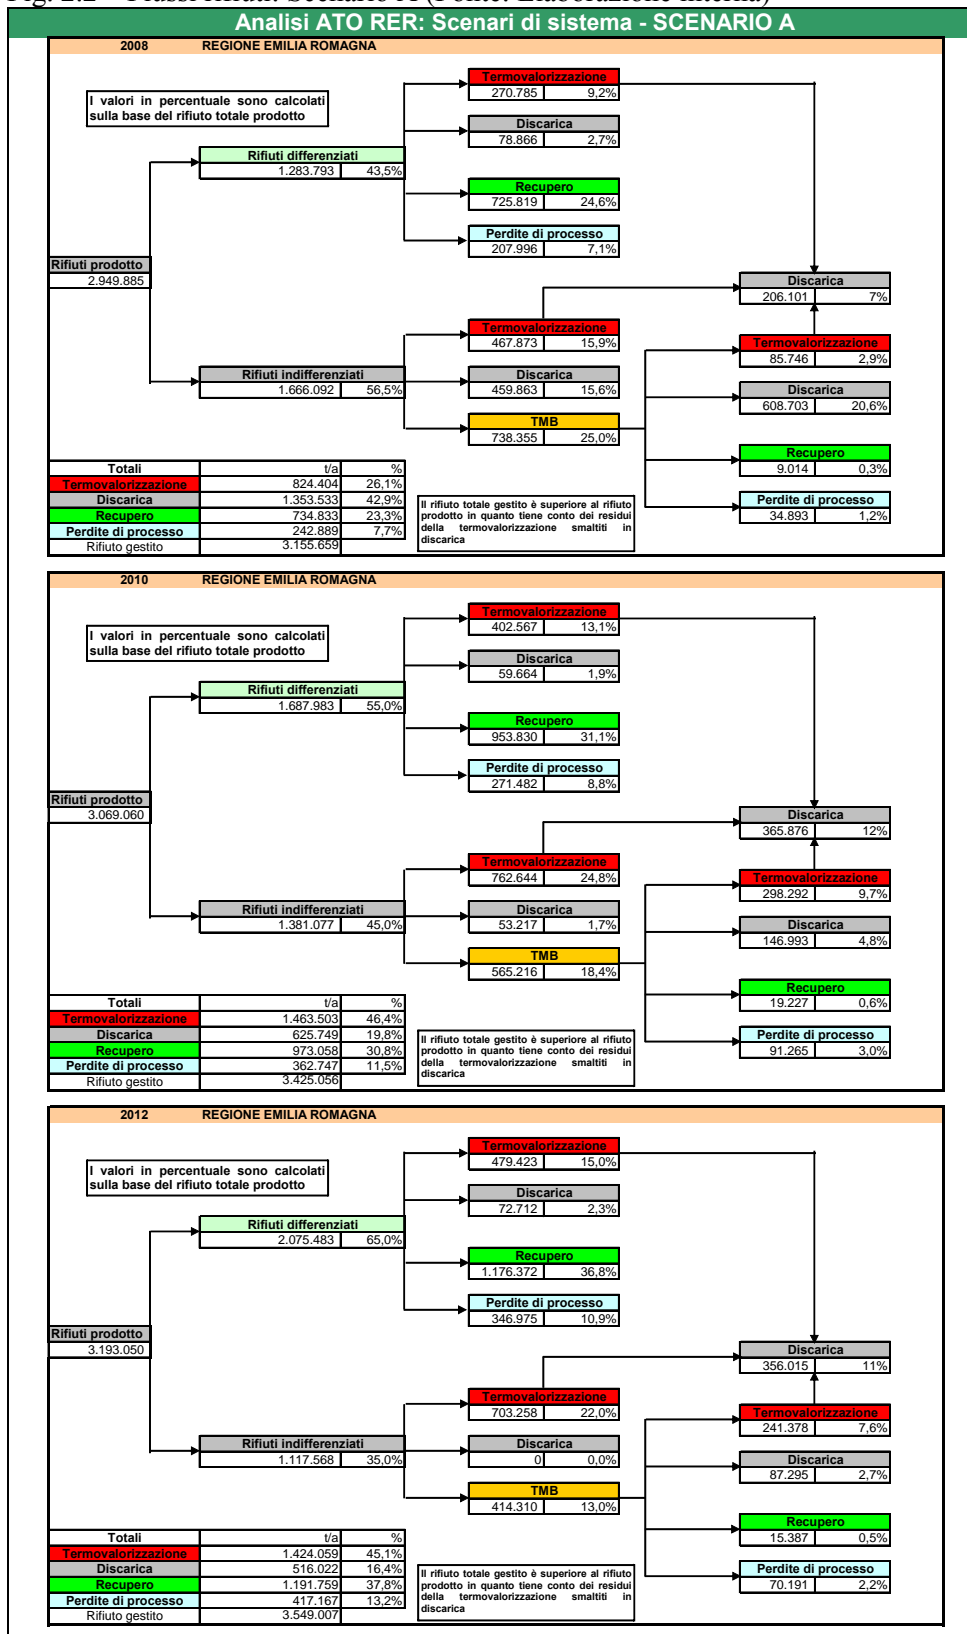 Analisi ATO RER: Scenari di sistema - SCENARIO A
2008 REGIONE EMILIA ROMAGNA
I valori in percentuale sono calcolati
sulla base del rifiuto totale prodotto
Termovalorizzazione
270.785 9,2%
Discarica
78.866 2,7%
Rifiuti differenziati
1.283.793 43,5%
Recupero
725.819 24,6%
Perdite di processo
207.996 7,1%
Rifiuti prodotto
2.949.885
Discarica
206.101 7%
Termovalorizzazione
467.873 15,9%
Termovalorizzazione
85.746 2,9%
Rifiuti indifferenziati
1.666.092 56,5%
Discarica
459.863 15,6%
Discarica
608.703 20,6%
TMB
738.355 25,0%
Recupero
9.014 0,3%
Perdite di processo
34.893 1,2%
Totali t/a %
Termovalorizzazione 824.404 26,1%
Discarica 1.353.533 42,9%
Recupero 734.833 23,3%
Perdite di processo 242.889 7,7%
Rifiuto gestito 3.155.659
Il rifiuto totale gestito è superiore al rifiuto
prodotto in quanto tiene conto dei residui
della termovalorizzazione smaltiti in
discarica
2010 REGIONE EMILIA ROMAGNA
I valori in percentuale sono calcolati
sulla base del rifiuto totale prodotto
Termovalorizzazione
402.567 13,1%
Discarica
59.664 1,9%
Rifiuti differenziati
1.687.983 55,0%
Recupero
953.830 31,1%
Perdite di processo
271.482 8,8%
Rifiuti prodotto
3.069.060
Discarica
365.876 12%
Termovalorizzazione
762.644 24,8%
Termovalorizzazione
298.292 9,7%
Rifiuti indifferenziati
1.381.077 45,0%
Discarica
53.217 1,7%
Discarica
146.993 4,8%
TMB
565.216 18,4%
Recupero
19.227 0,6%
Perdite di processo
91.265 3,0%
Totali t/a %
Termovalorizzazione 1.463.503 46,4%
Discarica 625.749 19,8%
Recupero 973.058 30,8%
Perdite di processo 362.747 11,5%
Rifiuto gestito 3.425.056
Il rifiuto totale gestito è superiore al rifiuto
prodotto in quanto tiene conto dei residui
della termovalorizzazione smaltiti in
discarica
2012 REGIONE EMILIA ROMAGNA
I valori in percentuale sono calcolati
sulla base del rifiuto totale prodotto
Termovalorizzazione
479.423 15,0%
Discarica
72.712 2,3%
Rifiuti differenziati
2.075.483 65,0%
Recupero
1.176.372 36,8%
Perdite di processo
346.975 10,9%
Rifiuti prodotto
3.193.050
Discarica
356.015 11%
Termovalorizzazione
703.258 22,0%
Termovalorizzazione
241.378 7,6%
Rifiuti indifferenziati
1.117.568 35,0%
Discarica
0 0,0%
Discarica
87.295 2,7%
TMB
414.310 13,0%
Recupero
15.387 0,5%
Perdite di processo
70.191 2,2%
Totali t/a %
Termovalorizzazione 1.424.059 45,1%
Discarica 516.022 16,4%
Recupero 1.191.759 37,8%
Perdite di processo 417.167 13,2%
Rifiuto gestito 3.549.007
Il rifiuto totale gestito è superiore al rifiuto
prodotto in quanto tiene conto dei residui
della termovalorizzazione smaltiti in
discarica